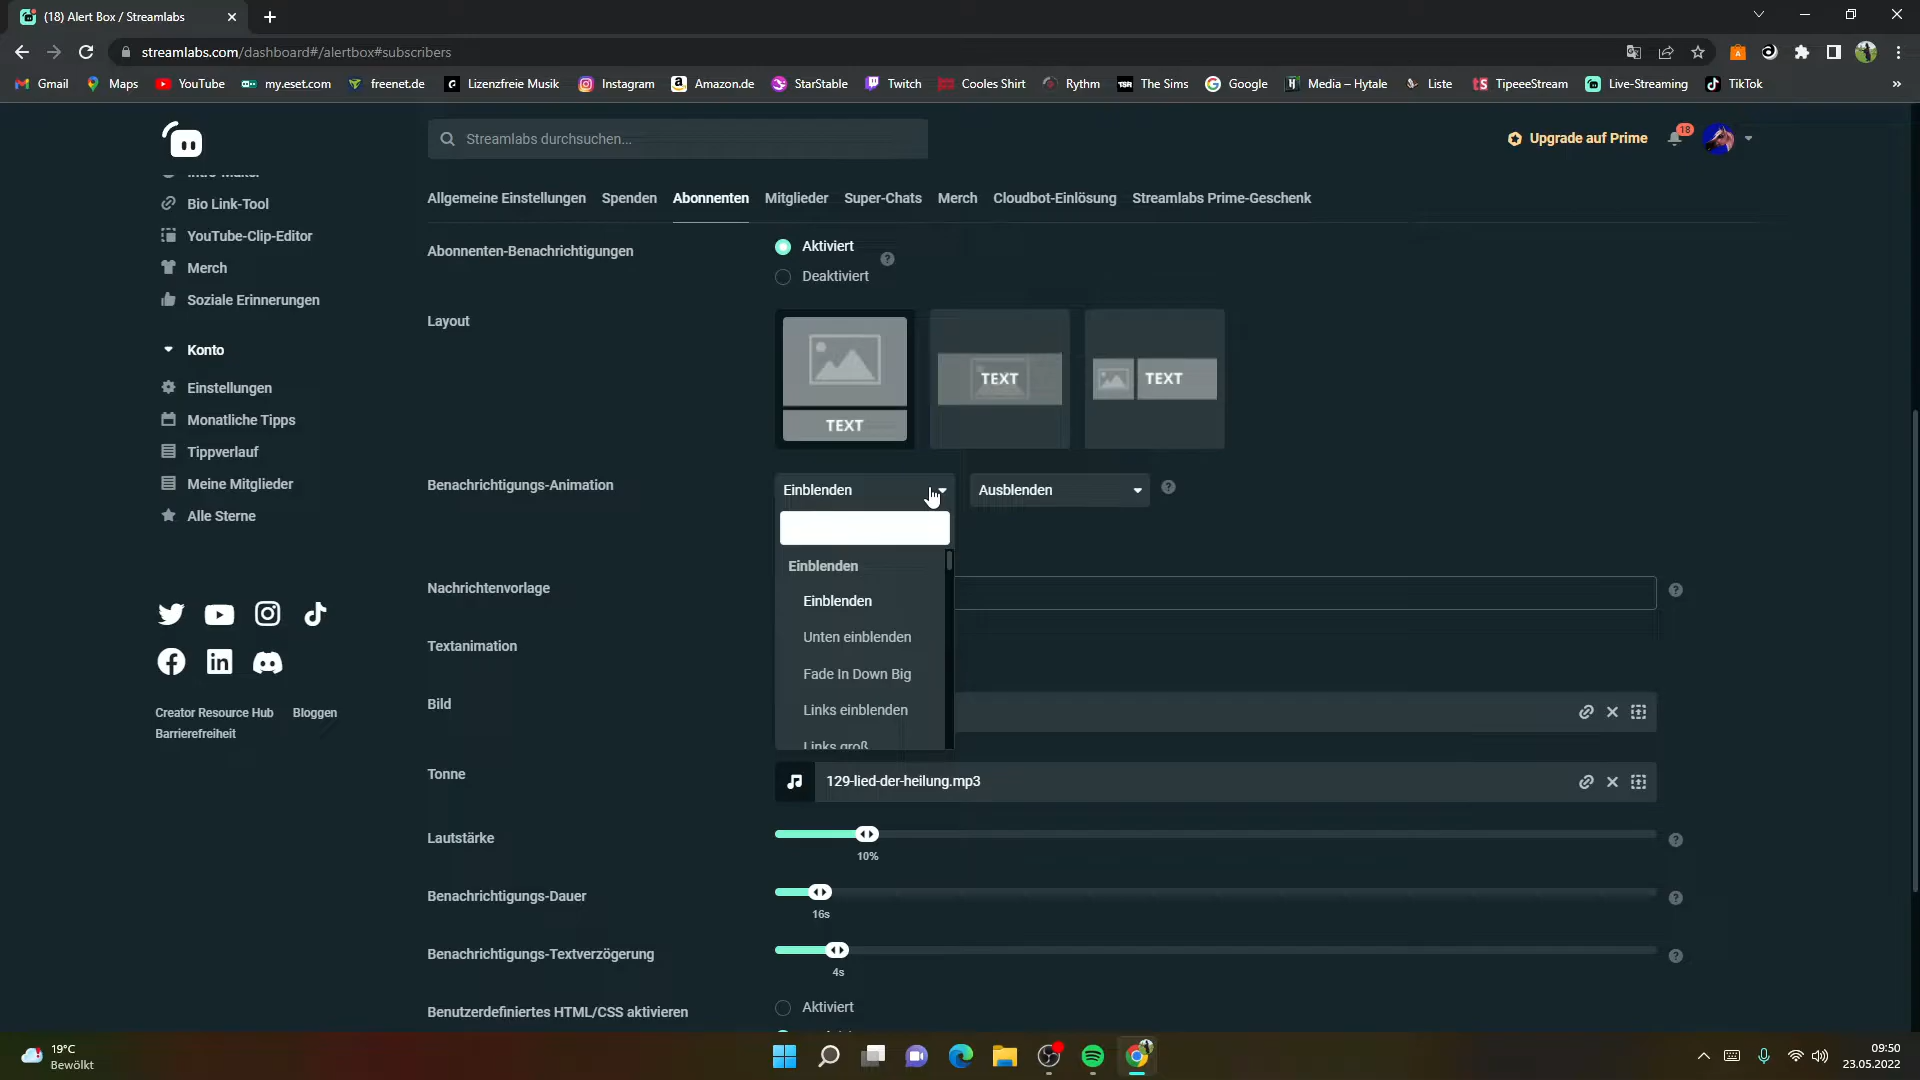 (18) Alert Box / Streamlabs
streamlabs.com/dashboard#/alertbox#subscribers
Gmail Maps YouTube my.eset.com freenet.de Lizenzfreie Musik Instagram Amazon.de StarStable Twitch Cooles Shirt Rythm The Sims Google Media – Hytale Liste TipeeeStream Live-Streaming TikTok »
Streamlabs durchsuchen...
Upgrade auf Prime 18
Allgemeine Einstellungen Spenden Abonnenten Mitglieder Super-Chats Merch Cloudbot-Einlösung Streamlabs Prime-Geschenk
Bio Link-Tool
YouTube-Clip-Editor
Merch
Soziale Erinnerungen
Konto
Einstellungen
Monatliche Tipps
Tippverlauf
Meine Mitglieder
Alle Sterne
Creator Resource Hub Bloggen
Barrierefreiheit
Abonnenten-Benachrichtigungen
Aktiviert
Deaktiviert
Layout
TEXT
TEXT
TEXT
Benachrichtigungs-Animation
Einblenden
Ausblenden
Einblenden
Einblenden
Unten einblenden
Fade In Down Big
Links einblenden
Links groß
Nachrichtenvorlage
Textanimation
Bild
Tonne
129-lied-der-heilung.mp3
Lautstärke
10%
Benachrichtigungs-Dauer
16s
Benachrichtigungs-Textverzögerung
4s
Benutzerdefiniertes HTML/CSS aktivieren
Aktiviert
19°C
Bewölkt
09:50
23.05.2022